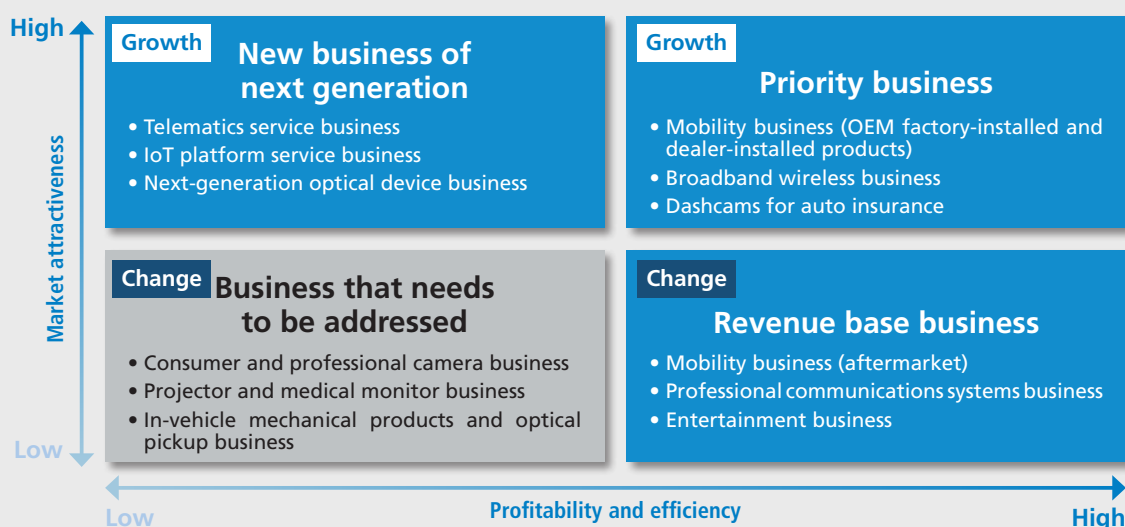 High
Market attractiveness
Low
Growth
New business of
next generation
• Telematics service business
• IoT platform service business
• Next-generation optical device business
Growth
Priority business
• Mobility business (OEM factory-installed and
dealer-installed products)
• Broadband wireless business
• Dashcams for auto insurance
Change
Business that needs
to be addressed
• Consumer and professional camera business
• Projector and medical monitor business
• In-vehicle mechanical products and optical
pickup business
Change
Revenue base business
• Mobility business (aftermarket)
• Professional communications systems business
• Entertainment business
Low
Profitability and efficiency
High